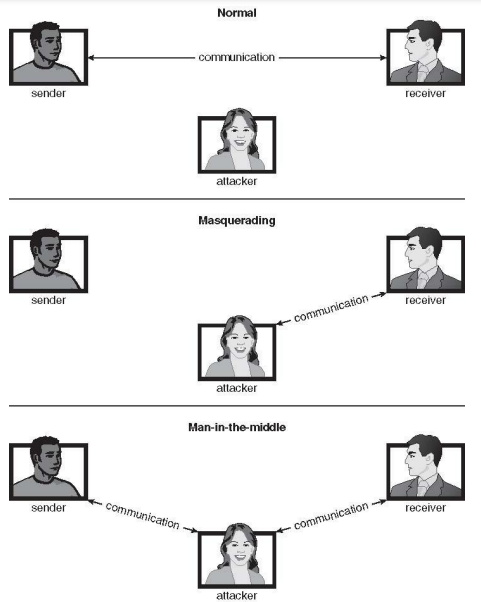 Normal
communication
sender
receiver
attacker
Masquerading
sender
communication
receiver
attacker
Man-in-the-middle
sender
communication
communication
receiver
attacker